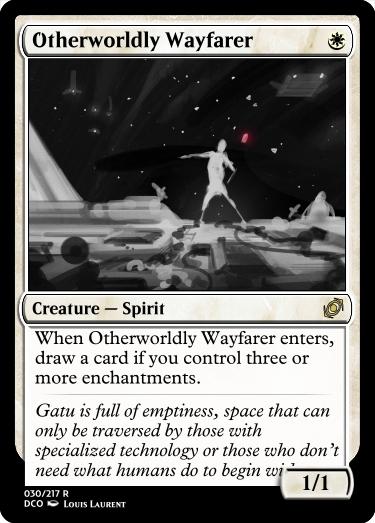 Otherworldly Wayfarer
Creature — Spirit
When Otherworldly Wayfarer enters,
draw a card if you control three or
more enchantments.
Gatu is full of emptiness, space that can
only be traversed by those with
specialized technology or those who don't
need what humans do to begin
1/1
030/217 R
DCO Louis Laurent